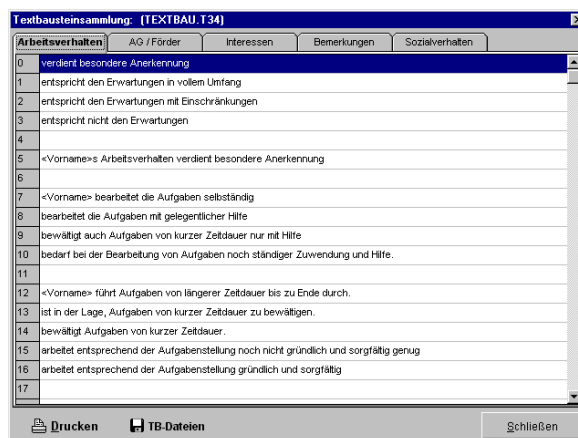 Textbausteinsammlung: (TEXTBAU.T34)
Arbeitsverhalten AG / Förder Interessen Bemerkungen Sozialverhalten
0 verdient besondere Anerkennung
1 entspricht den Erwartungen in vollem Umfang
2 entspricht den Erwartungen mit Einschränkungen
3 entspricht nicht den Erwartungen
4
5 <Vorname>s Arbeitsverhalten verdient besondere Anerkennung
6
7 <Vorname> bearbeitet die Aufgaben selbständig
8 bearbeitet die Aufgaben mit gelegentlicher Hilfe
9 bewältigt auch Aufgaben von kurzer Zeitdauer nur mit Hilfe
10 bedarf bei der Bearbeitung von Aufgaben noch ständiger Zuwendung und Hilfe.
11
12 <Vorname> führt Aufgaben von längerer Zeitdauer bis zu Ende durch.
13 ist in der Lage, Aufgaben von kurzer Zeitdauer zu bewältigen.
14 bewältigt Aufgaben von kurzer Zeitdauer.
15 arbeitet entsprechend der Aufgabenstellung noch nicht gründlich und sorgfältig genug
16 arbeitet entsprechend der Aufgabenstellung gründlich und sorgfältig
17
Drucken TB-Dateien Schließen